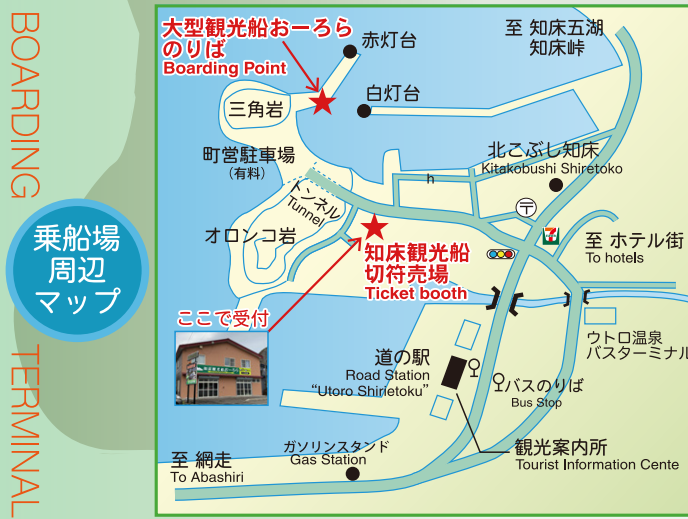 BOARDING
乗船場
周辺
マップ
TERMINAL
大型観光船おーろら
のりば
Boarding Point
赤灯台
至 知床五湖
知床峠
白灯台
三角岩
町営駐車場
(有料)
北こぶし知床
Kitakobushi Shiretoko
h
トンネル
Tunnel
〒
オロンコ岩
7
至 ホテル街
To hotels
知床観光船
切符売場
Ticket booth
ここで受付
ウトロ温泉
バスターミナル
道の駅
Road Station
“Utoro Shirietoku”
バスのりば
Bus Stop
ガソリンスタンド
Gas Station
観光案内所
Tourist Information Cente
至 網走
To Abashiri